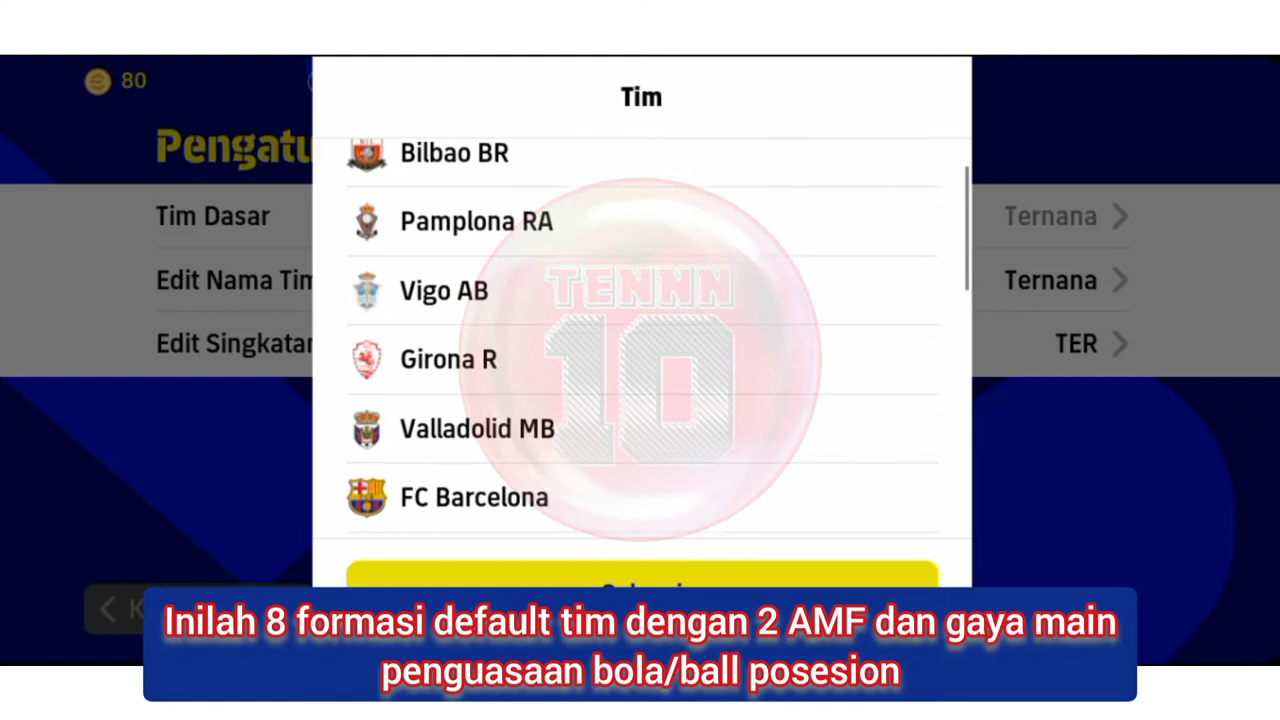 80
Tim
Pengatu
Bilbao BR
Tim Dasar
Ternana
Pamplona RA
Edit Nama Tim
Ternana
Vigo AB
TENNN
10
Edit Singkatan
TER
Girona R
Valladolid MB
FC Barcelona
K
Inilah 8 formasi default tim dengan 2 AMF dan gaya main
penguasaan bola/ball posesion